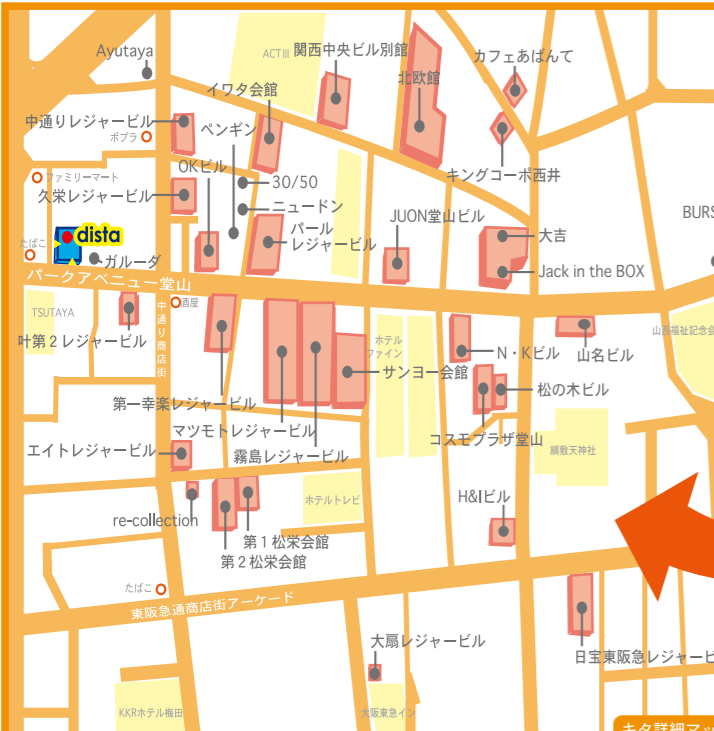 Ayutaya
ACTⅢ
関西中央ビル別館
カフェあばんて
イワタ会館
北欧館
中通りレジャービル
ポプラ
ペンギン
OKビル
キングコーポ西井
ファミリーマート
久栄レジャービル
30/50
ニュードン
パール
レジャービル
JUON堂山ビル
大吉
BURS
dista
たばこ
ガルーダ
Jack in the BOX
パークアベニュー堂山
TSUTAYA
酒屋
中通り商店街
叶第2レジャービル
ホテル
ファイン
N・Kビル
山名ビル
山西福祉記念会
サンヨー会館
松の木ビル
第一幸楽レジャービル
マツモトレジャービル
コスモプラザ堂山
エイトレジャービル
霧島レジャービル
綱敷天神社
H&Iビル
ホテルトレビ
re-collection
第1松栄会館
第2松栄会館
たばこ
東阪急通商店街アーケード
大扇レジャービル
日宝東阪急レジャービ
KKRホテル梅田
大阪東急イン
キタ詳細マッ